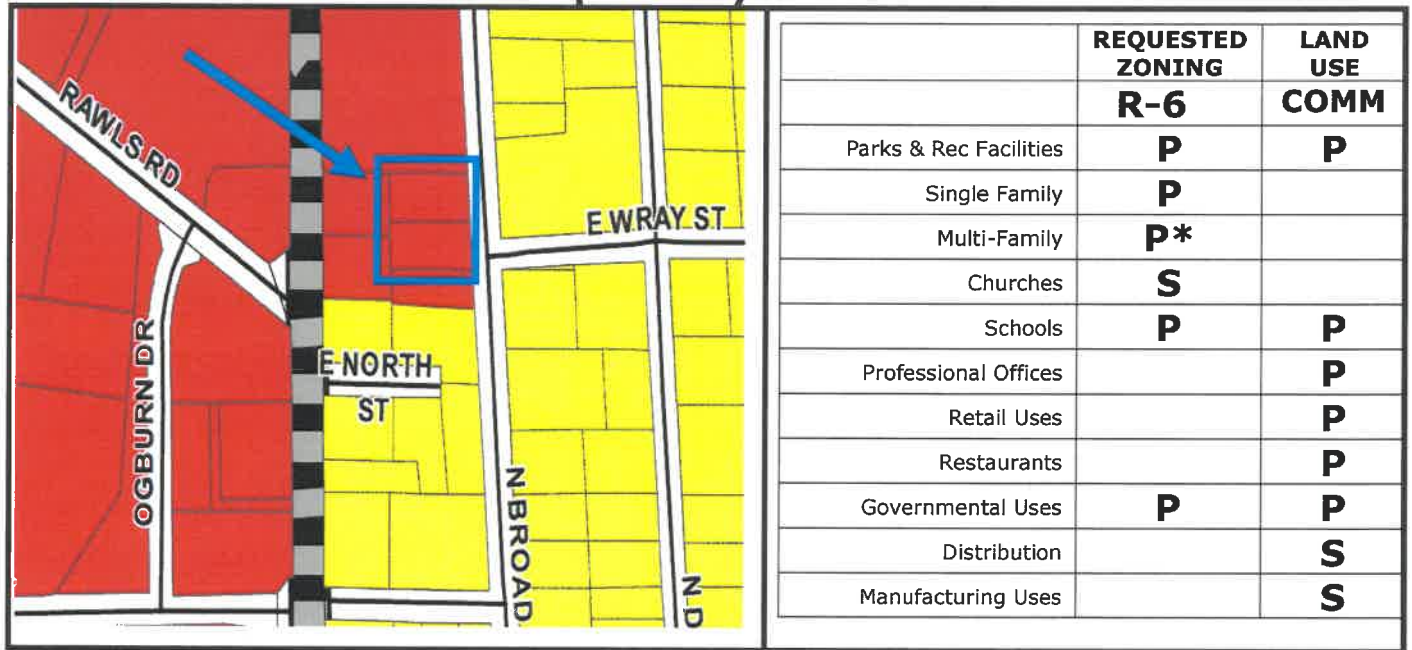 RAWLS RD
E WRAY ST
OGBURN DR
E NORTH
ST
N BROAD
N D
REQUESTED LAND
ZONING USE
R-6 COMM
Parks & Rec Facilities P P
Single Family P
Multi-Family P*
Churches S
Schools P P
Professional Offices P
Retail Uses P
Restaurants P
Governmental Uses P P
Distribution S
Manufacturing Uses S